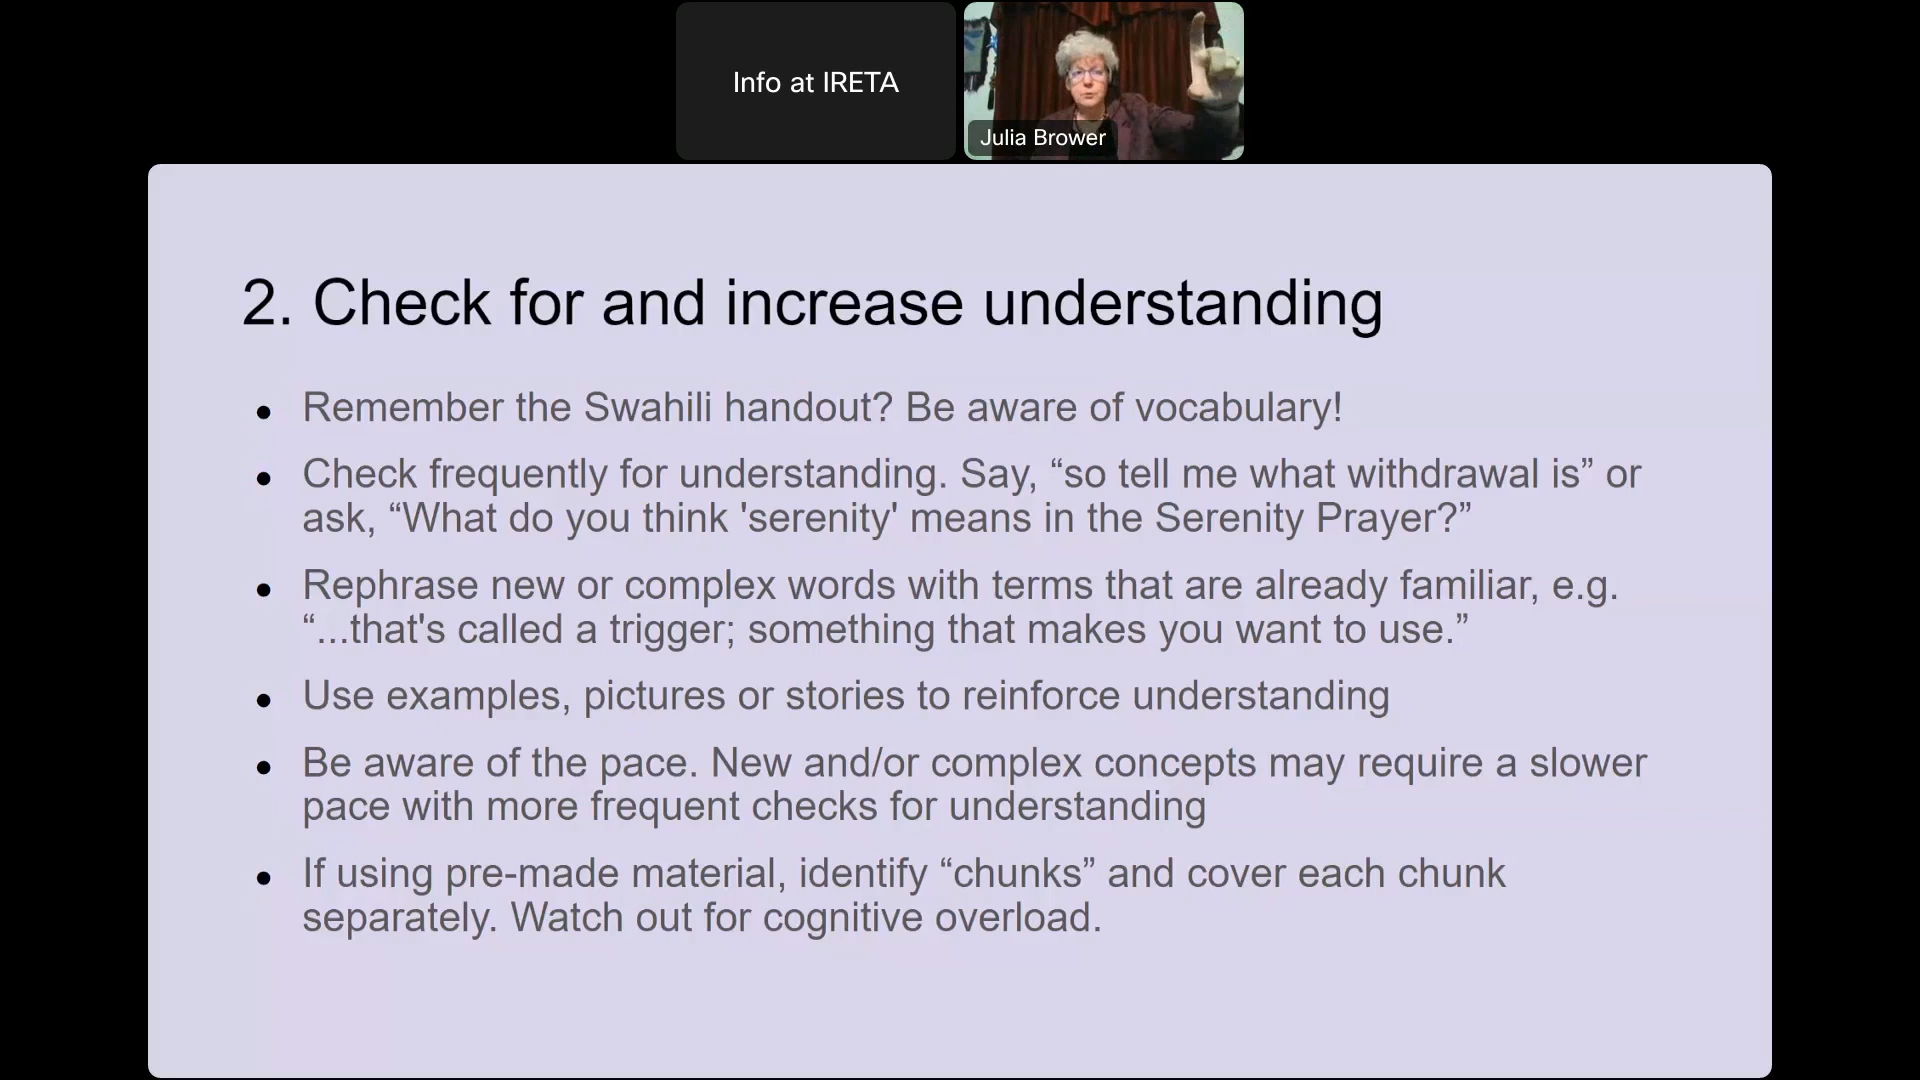 Info at IRETA
Julia Brower
2. Check for and increase understanding
● Remember the Swahili handout? Be aware of vocabulary!
● Check frequently for understanding. Say, “so tell me what withdrawal is” or
ask, “What do you think 'serenity' means in the Serenity Prayer?”
● Rephrase new or complex words with terms that are already familiar, e.g.
“...that's called a trigger; something that makes you want to use.”
● Use examples, pictures or stories to reinforce understanding
● Be aware of the pace. New and/or complex concepts may require a slower
pace with more frequent checks for understanding
● If using pre-made material, identify “chunks” and cover each chunk
separately. Watch out for cognitive overload.